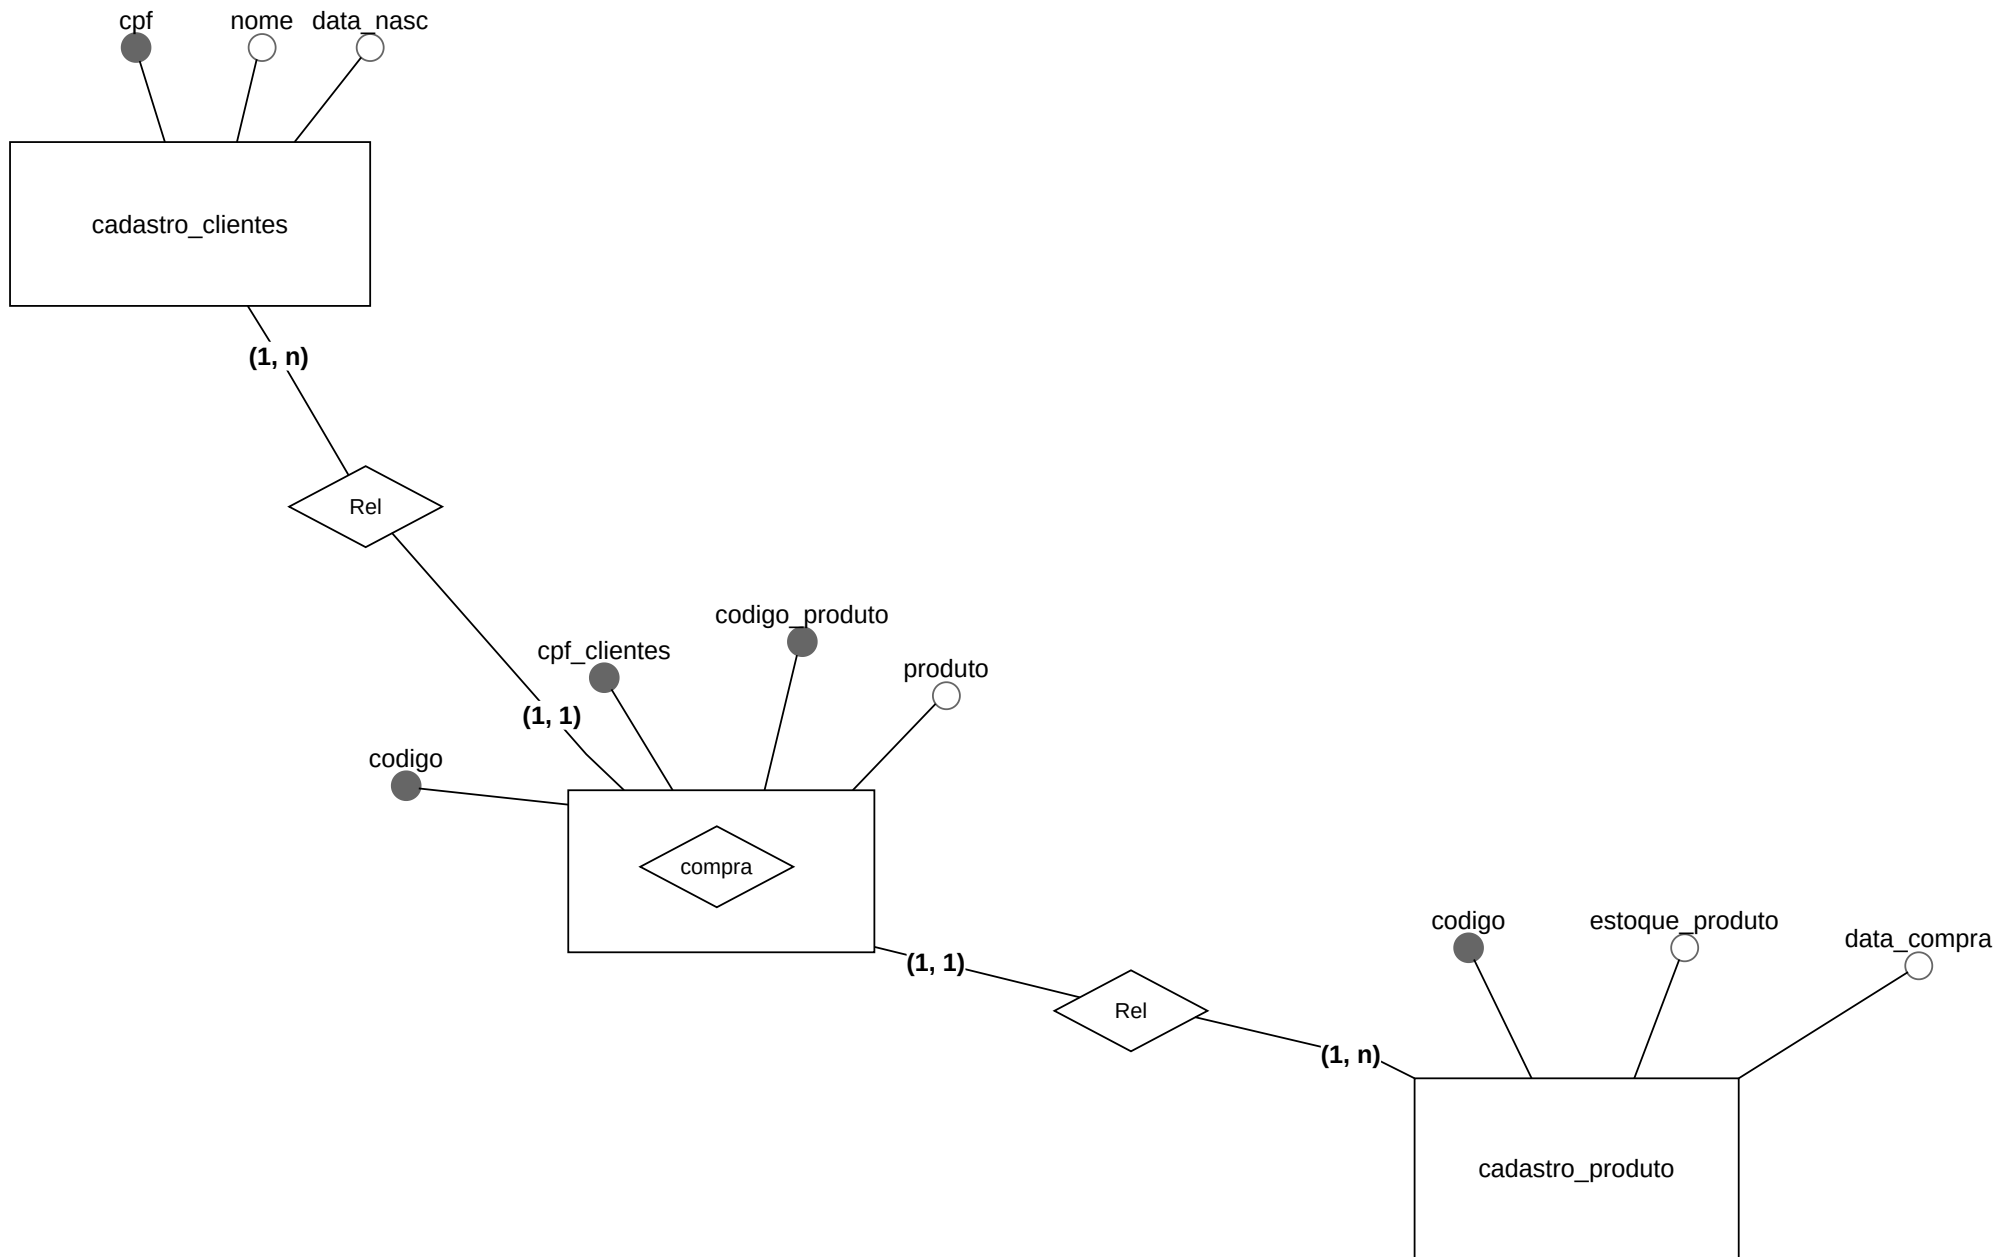 cpf
nome
data_nasc
cadastro_clientes
(1, n)
Rel
codigo_produto
cpf_clientes
produto
(1, 1)
codigo
compra
(1, 1)
codigo
estoque_produto
data_compra
Rel
(1, n)
cadastro_produto